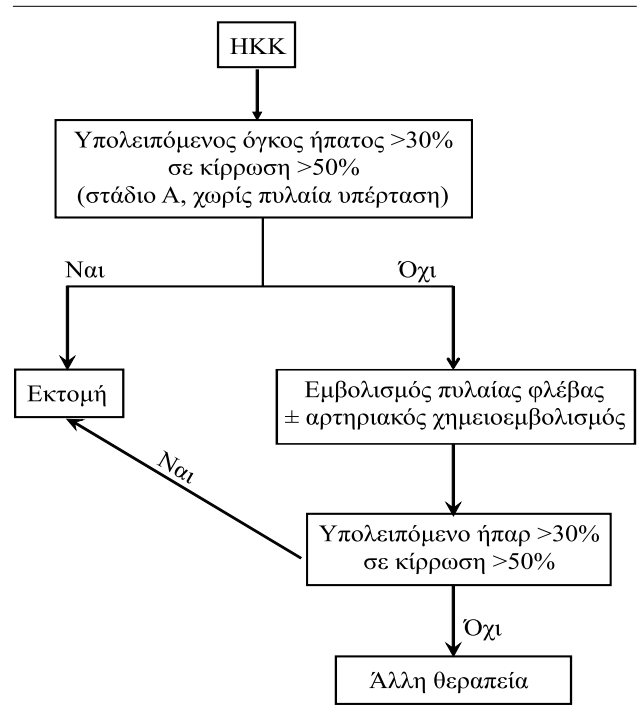 ΗΚΚ
Υπολειπόμενος όγκος ήπατος >30%
σε κίρρωση >50%
(στάδιο Α, χωρίς πυλαία υπέρταση)
Ναι
Όχι
Εκτομή
Εμβολισμός πυλαίας φλέβας
± αρτηριακός χημειοεμβολισμός
Ναι
Υπολειπόμενο ήπαρ >30%
σε κίρρωση >50%
Όχι
Άλλη θεραπεία